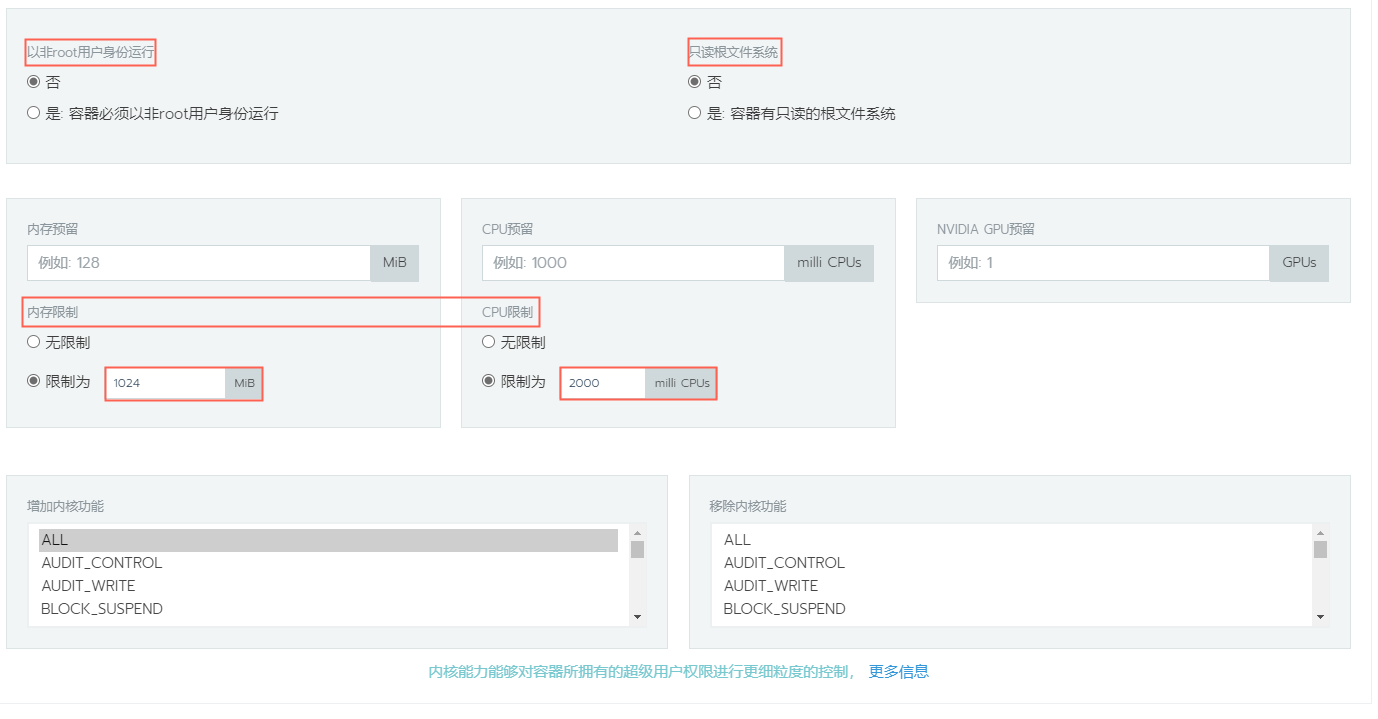 以非root用户身份运行
否
是: 容器必须以非root用户身份运行
只读根文件系统
否
是: 容器有只读的根文件系统
内存预留
例如: 128 MiB
内存限制
无限制
限制为 1024 MiB
CPU预留
例如: 1000 milli CPUs
CPU限制
无限制
限制为 2000 milli CPUs
NVIDIA GPU预留
例如: 1 GPUs
增加内核功能
ALL
AUDIT_CONTROL
AUDIT_WRITE
BLOCK_SUSPEND
移除内核功能
ALL
AUDIT_CONTROL
AUDIT_WRITE
BLOCK_SUSPEND
内核能力能够对容器所拥有的超级用户权限进行更细粒度的控制， 更多信息